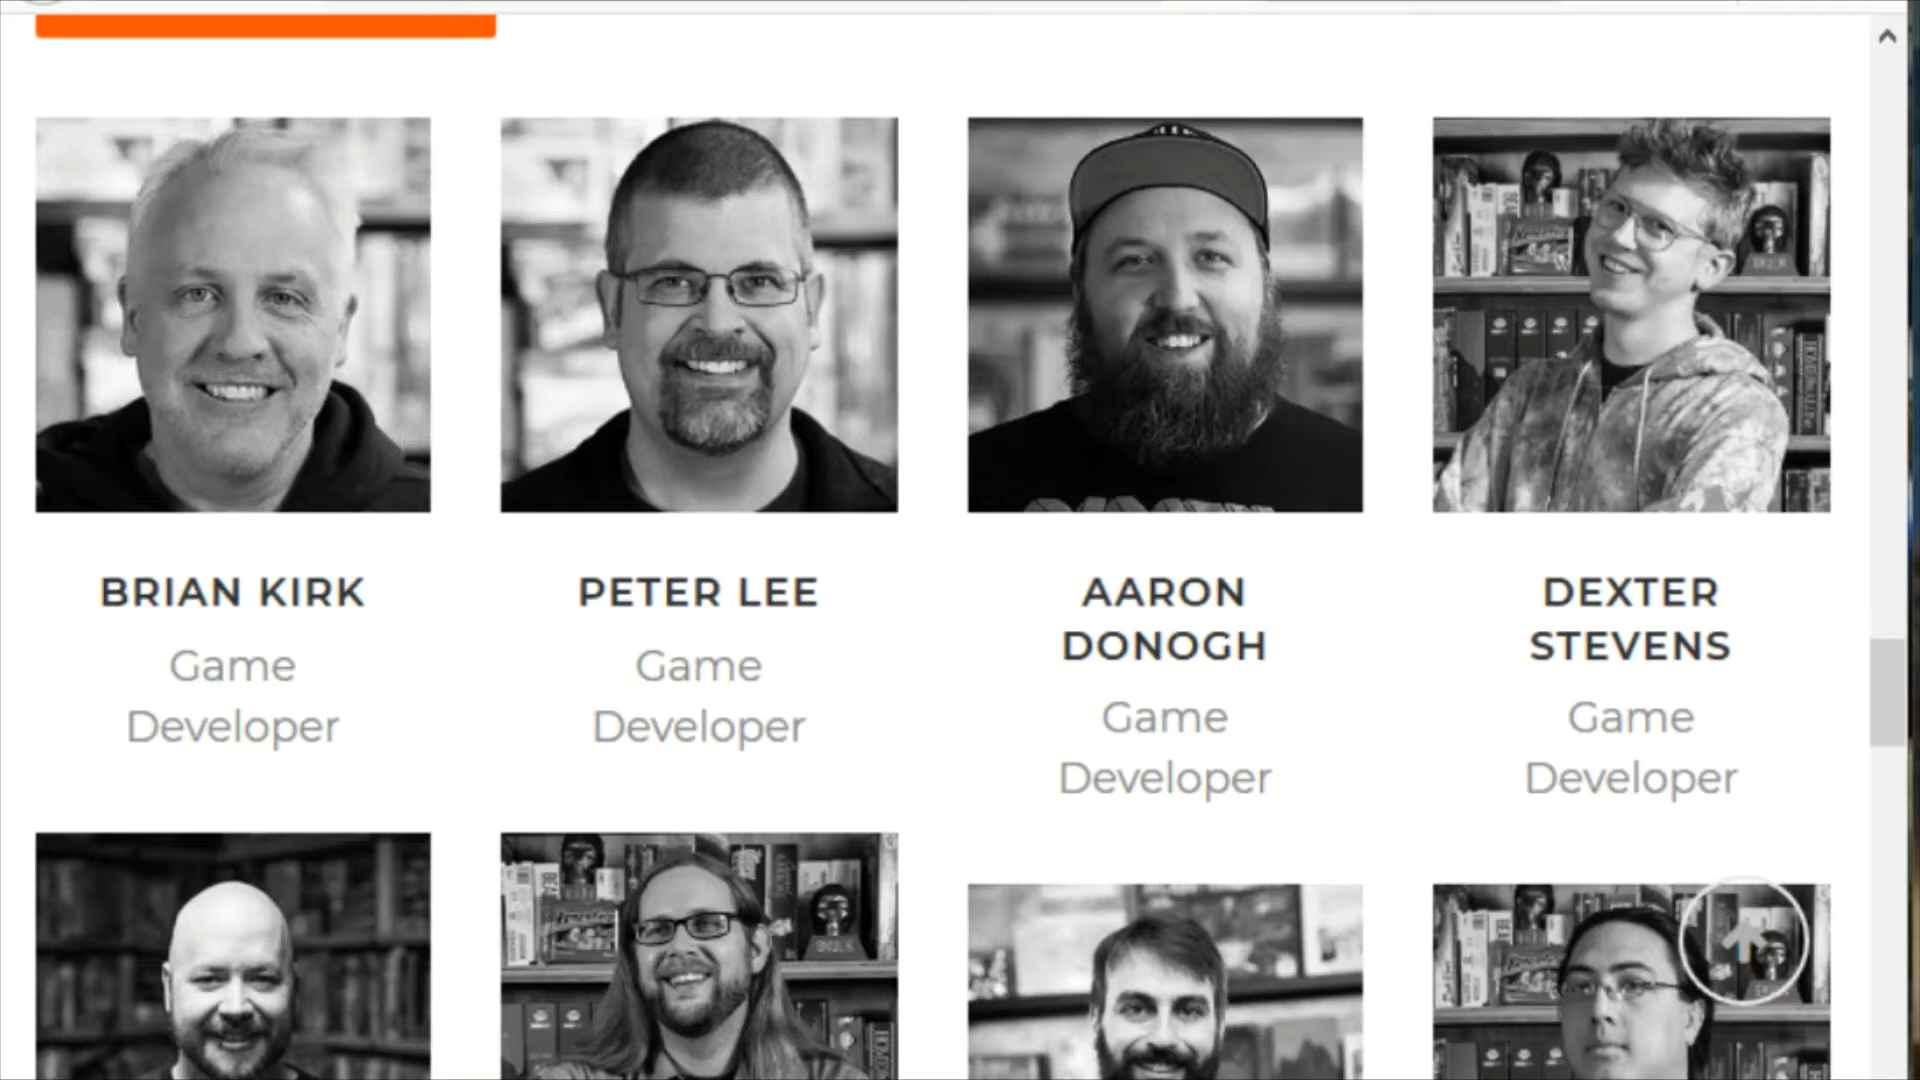 BRIAN KIRK
Game
Developer
PETER LEE
Game
Developer
AARON
DONOGH
Game
Developer
DEXTER
STEVENS
Game
Developer